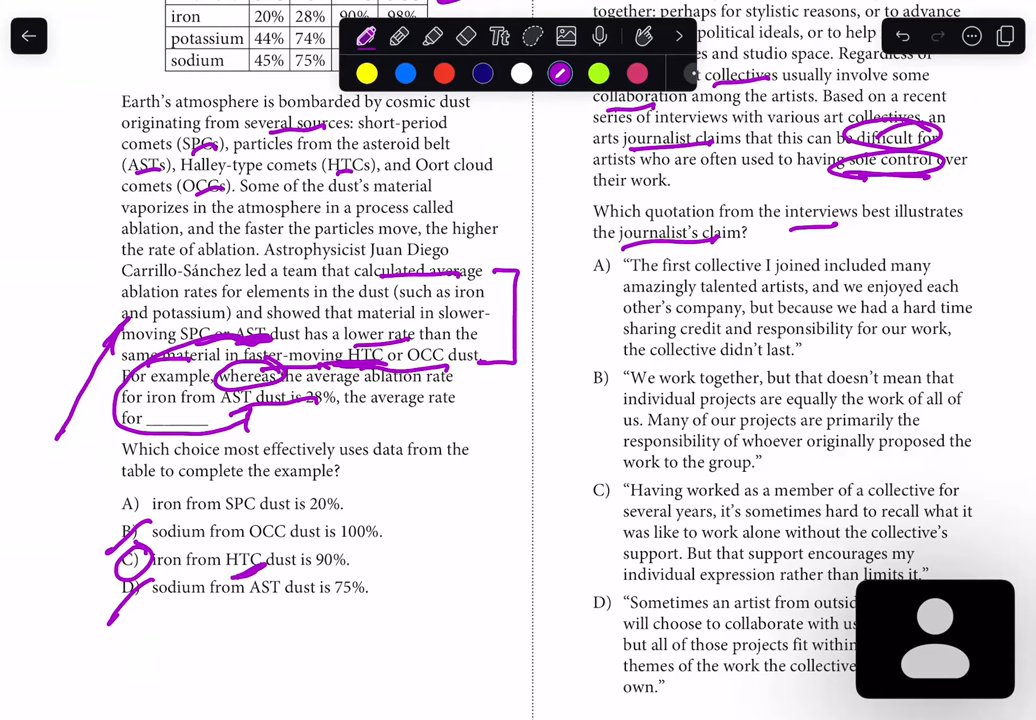 iron 20% 28% 90% 98%
potassium 44% 74%
sodium 45% 75%
Earth's atmosphere is bombarded by cosmic dust
originating from several sources: short-period
comets (SPCs), particles from the asteroid belt
(ASTs), Halley-type comets (HTCs), and Oort cloud
comets (OCCs). Some of the dust's material
vaporizes in the atmosphere in a process called
ablation, and the faster the particles move, the higher
the rate of ablation. Astrophysicist Juan Diego
Carrillo-Sánchez led a team that calculated average
ablation rates for elements in the dust (such as iron
and potassium) and showed that material in slower-
moving SPC or AST dust has a lower rate than the
same material in faster-moving HTC or OCC dust.
For example, whereas the average ablation rate
for iron from AST dust is 28%, the average rate
for ________
Which choice most effectively uses data from the
table to complete the example?
A) iron from SPC dust is 20%.
B) sodium from OCC dust is 100%.
C) iron from HTC dust is 90%.
D) sodium from AST dust is 75%.
together: perhaps for stylistic reasons, or to advance
political ideals, or to help
and studio space. Regardless of
collectives usually involve some
collaboration among the artists. Based on a recent
series of interviews with various art collectives, an
arts journalist claims that this can be difficult for
artists who are often used to having sole control over
their work.
Which quotation from the interviews best illustrates
the journalist's claim?
A) "The first collective I joined included many
amazingly talented artists, and we enjoyed each
other's company, but because we had a hard time
sharing credit and responsibility for our work,
the collective didn't last."
B) "We work together, but that doesn't mean that
individual projects are equally the work of all of
us. Many of our projects are primarily the
responsibility of whoever originally proposed the
work to the group."
C) "Having worked as a member of a collective for
several years, it's sometimes hard to recall what it
was like to work alone without the collective's
support. But that support encourages my
individual expression rather than limits it."
D) "Sometimes an artist from outside
will choose to collaborate with us
but all of those projects fit within
themes of the work the collective
own."
Tt